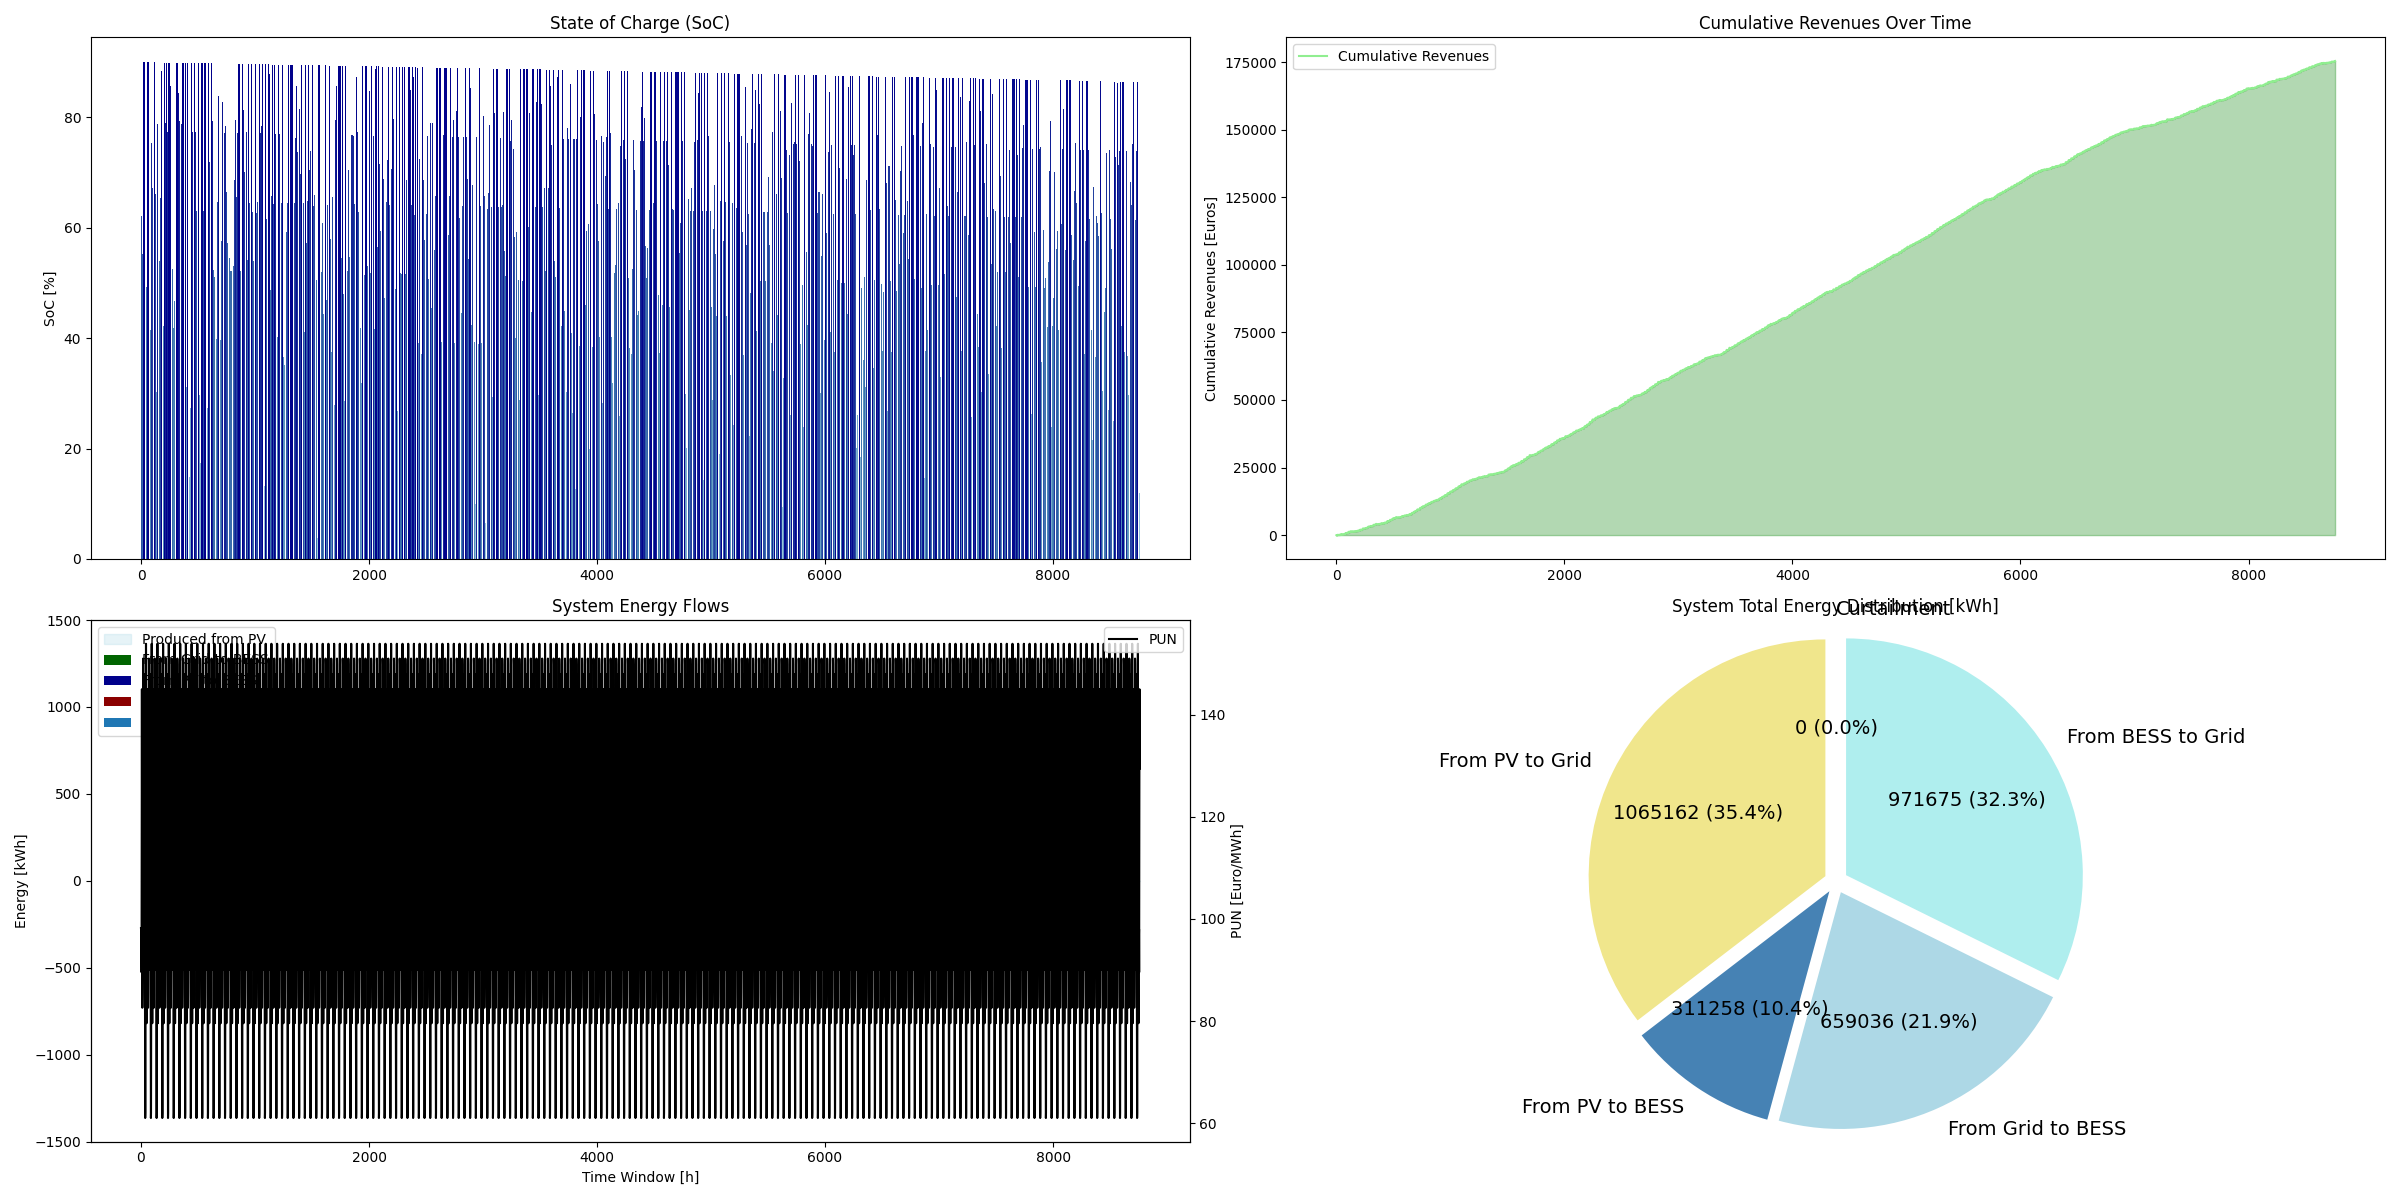 State of Charge (SoC)
SoC [%]
80
60
40
20
0
0 2000 4000 6000 8000
Cumulative Revenues Over Time
Cumulative Revenues
Cumulative Revenues [Euros]
175000
150000
125000
100000
75000
50000
25000
0
0 2000 4000 6000 8000
System Energy Flows
Produced from PV
From Grid to BESS
PUN
Energy [kWh]
1500
1000
500
0
−500
−1000
−1500
140
120
100
80
60
PUN [Euro/MWh]
0 2000 4000 6000 8000
Time Window [h]
System Total Energy Distribution [kWh]
Curtailment
0 (0.0%)
From PV to Grid
1065162 (35.4%)
From BESS to Grid
971675 (32.3%)
311258 (10.4%)
659036 (21.9%)
From PV to BESS
From Grid to BESS